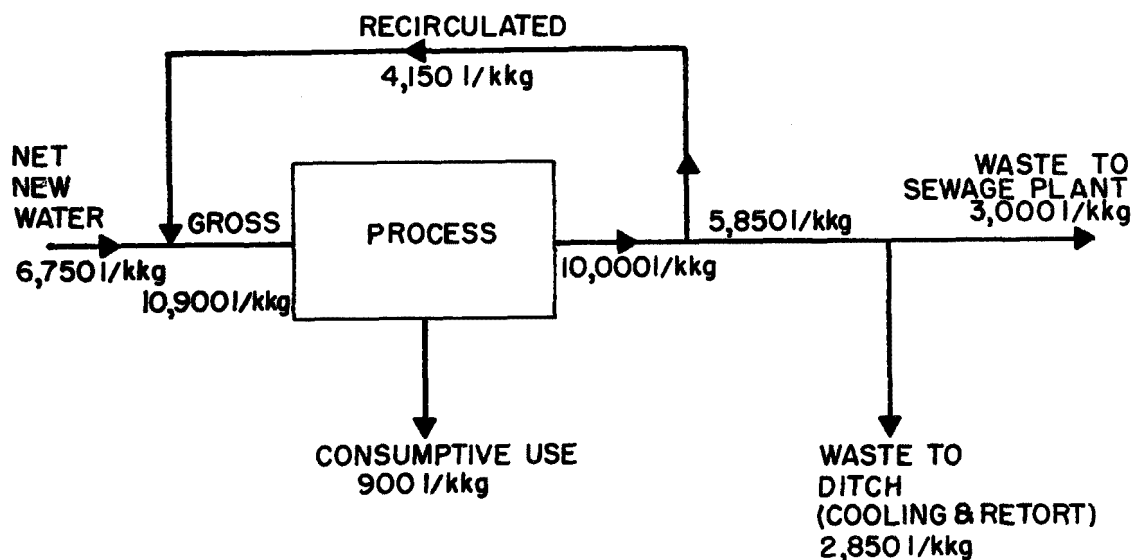 RECIRCULATED
4,150 l/kkg
NET
NEW
WATER
6,750 l/kkg
GROSS
10,900 l/kkg
PROCESS
10,000 l/kkg
5,850 l/kkg
WASTE TO
SEWAGE PLANT
3,000 l/kkg
CONSUMPTIVE USE
900 l/kkg
WASTE TO
DITCH
(COOLING & RETORT)
2,850 l/kkg